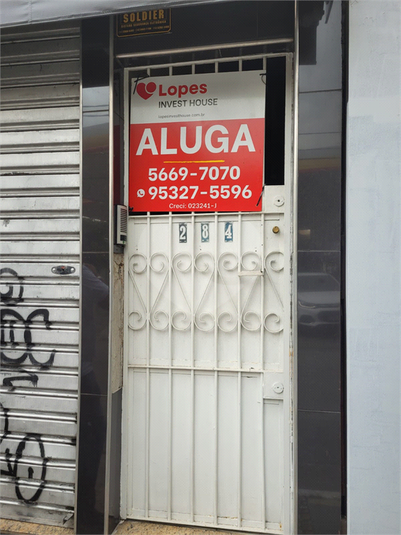 SOLDIER
Lopes
INVEST HOUSE
ALUGA
5669-7070
95327-5596
Creci: 023241-J
284